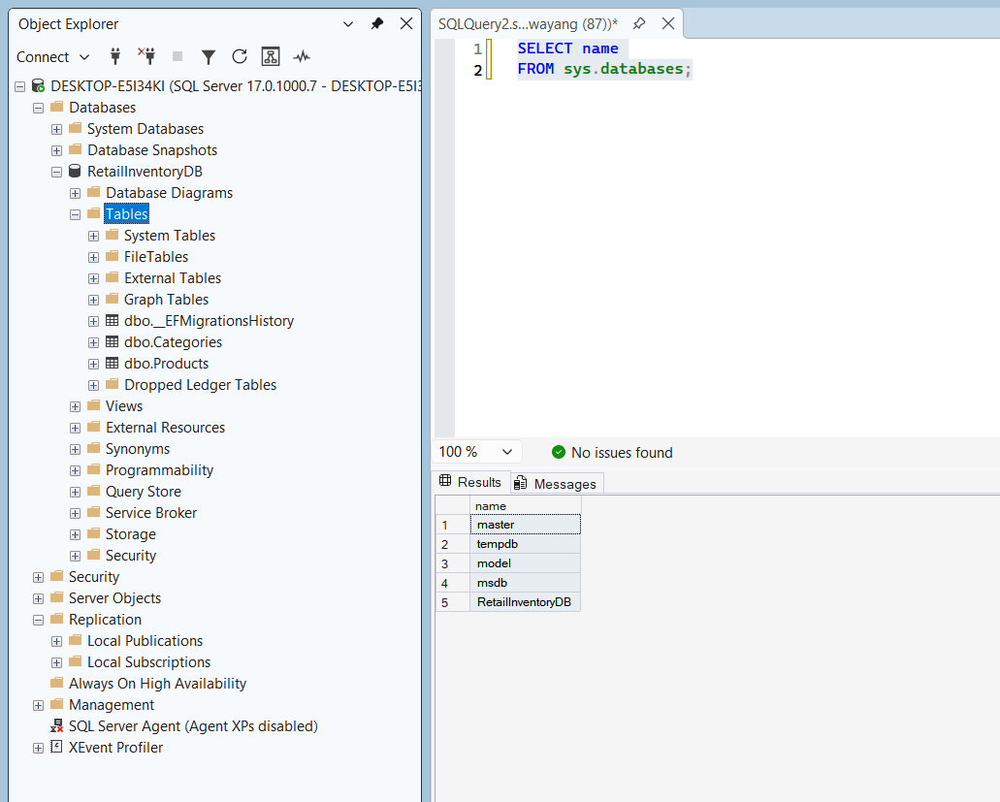 Object Explorer
Connect
DESKTOP-E5I34KI (SQL Server 17.0.1000.7 - DESKTOP-E5I3
Databases
System Databases
Database Snapshots
RetailInventoryDB
Database Diagrams
Tables
System Tables
FileTables
External Tables
Graph Tables
dbo.__EFMigrationsHistory
dbo.Categories
dbo.Products
Dropped Ledger Tables
Views
External Resources
Synonyms
Programmability
Query Store
Service Broker
Storage
Security
Security
Server Objects
Replication
Local Publications
Local Subscriptions
Always On High Availability
Management
SQL Server Agent (Agent XPs disabled)
XEvent Profiler
SQLQuery2.s...wayang (87))*
1 SELECT name
2 FROM sys.databases;
100 %
No issues found
Results
Messages
name
1 master
2 tempdb
3 model
4 msdb
5 RetailInventoryDB